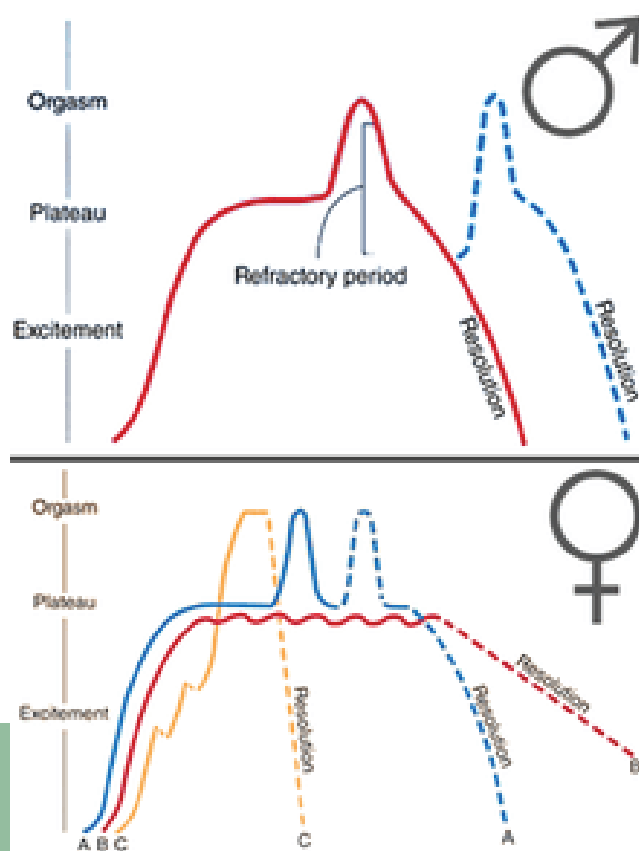 Orgasm
Plateau
Refractory period
Excitement
Resolution
Resolution
Orgasm
Plateau
Excitement
Resolution
Resolution
Resolution
B
A B C
C
A